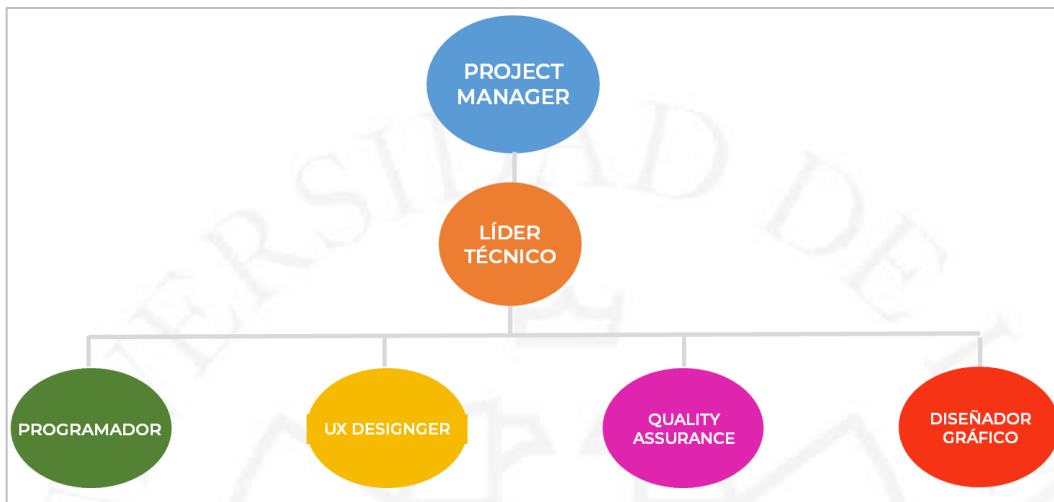 PROJECT
MANAGER
LÍDER
TÉCNICO
PROGRAMADOR
UX DESIGNGER
QUALITY
ASSURANCE
DISEÑADOR
GRÁFICO